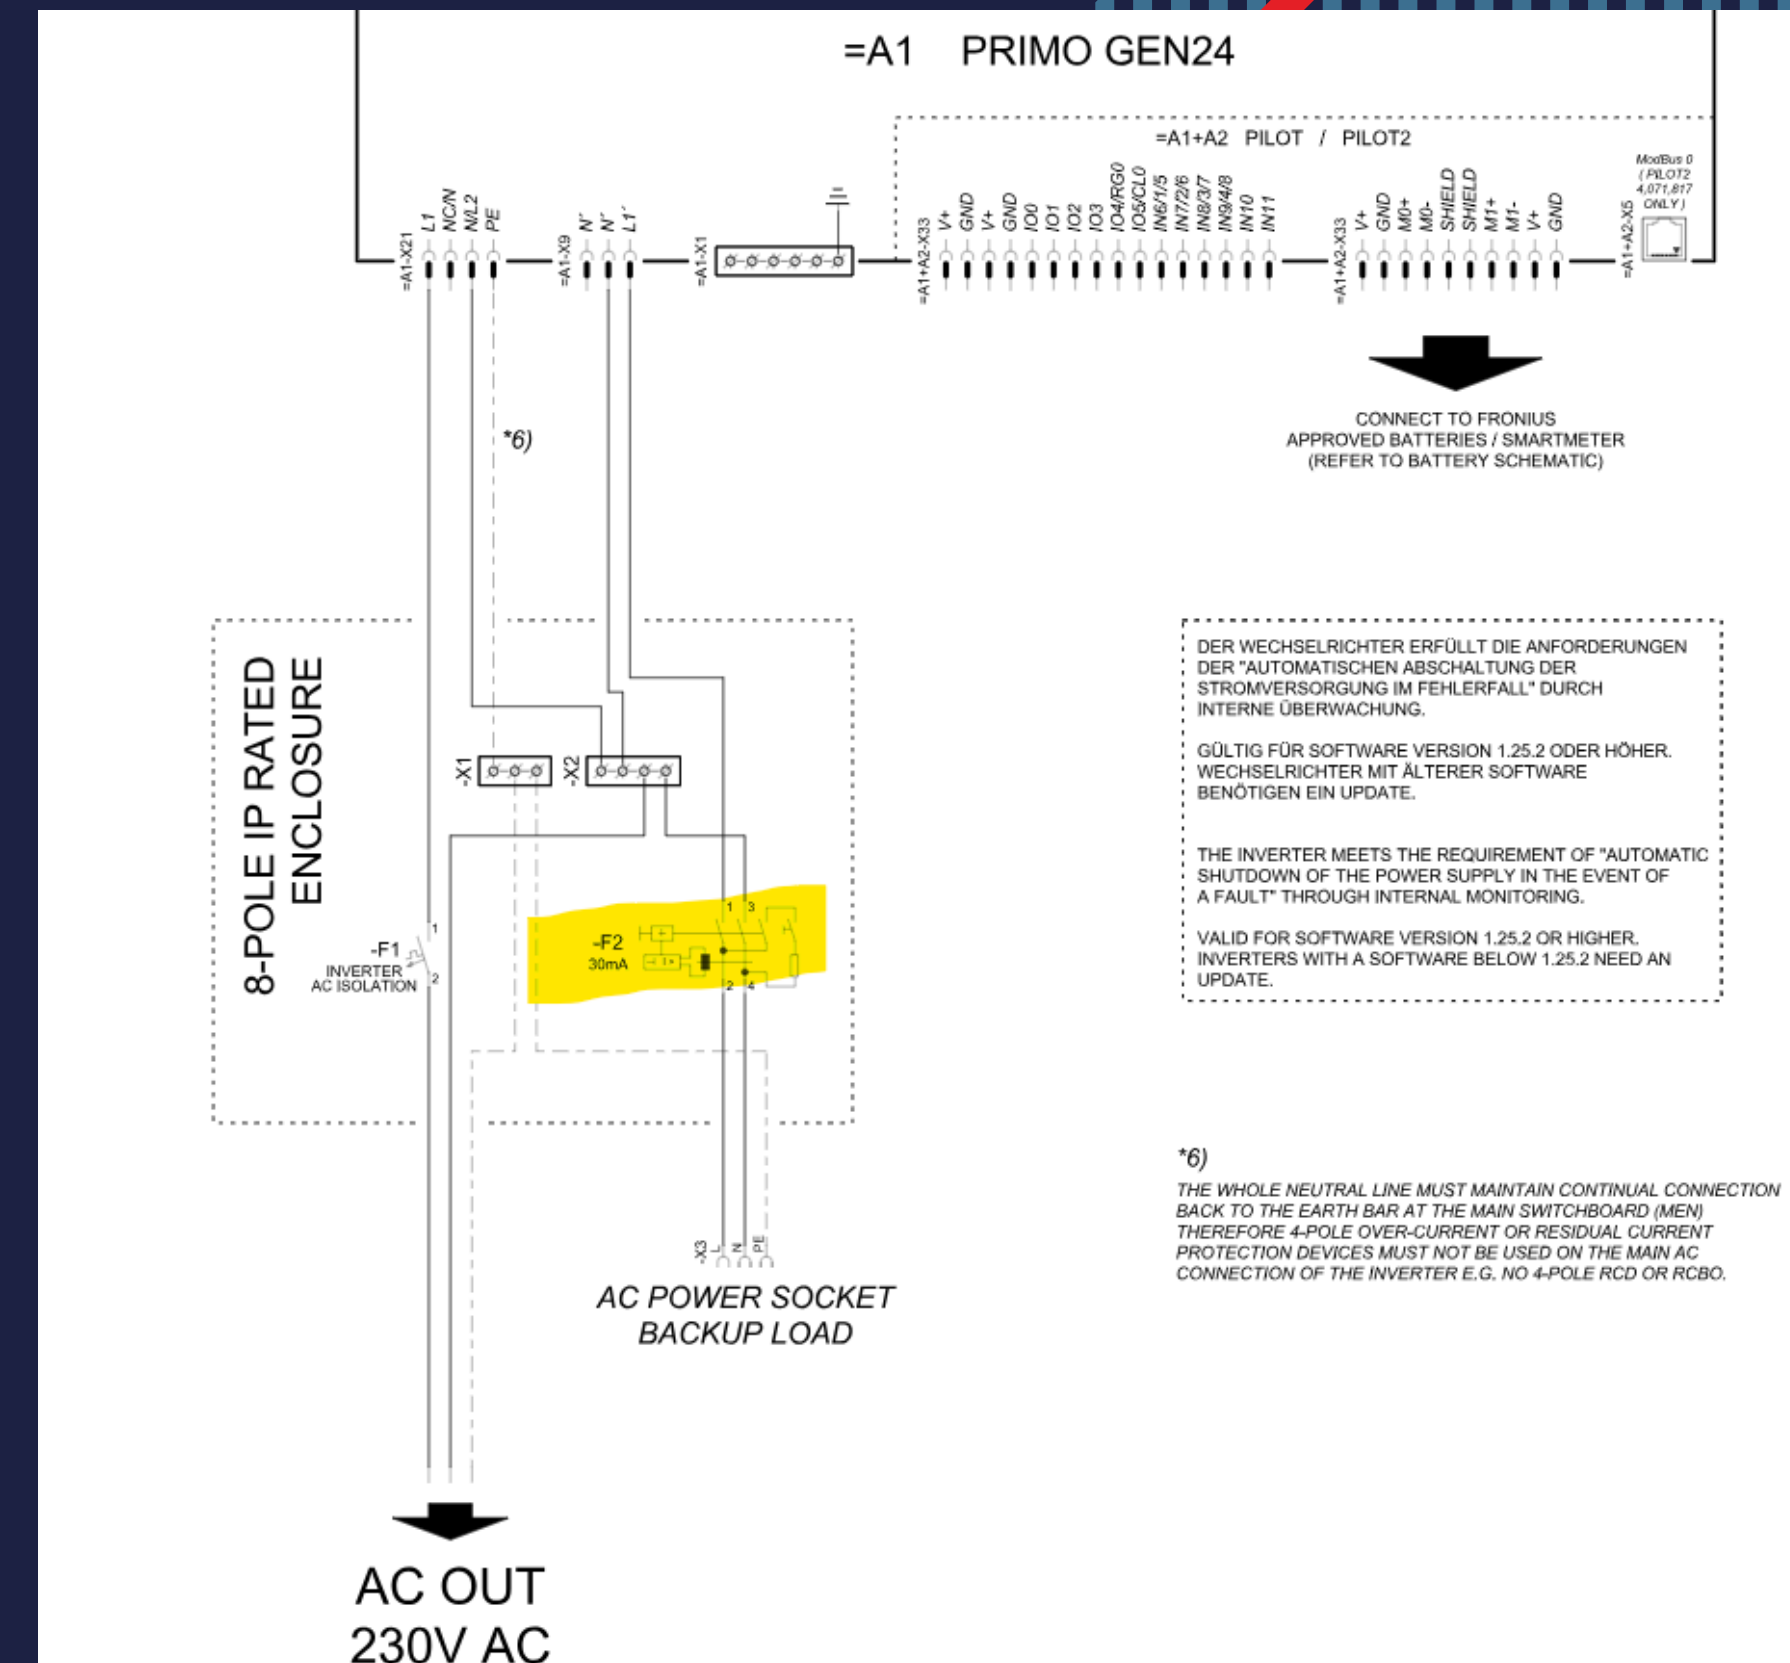 =A1 PRIMO GEN24
=A1+A2 PILOT / PILOT2
ModBus 0
( PILOT2
4,071,817
ONLY )
=A1-X21
L1
NC/N
N/L2
PE
=A1-X9
N´
N´
L1´
=A1-X1
=A1+A2-X33
V+
GND
V+
GND
IO0
IO1
IO2
IO3
IO4/RG0
IO5/CL0
IN6/1/5
IN7/2/6
IN8/3/7
IN9/4/8
IN10
IN11
=A1+A2-X33
V+
GND
M0+
M0-
SHIELD
SHIELD
M1+
M1-
V+
GND
=A1+A2-X5
CONNECT TO FRONIUS
APPROVED BATTERIES / SMARTMETER
(REFER TO BATTERY SCHEMATIC)
*6)
8-POLE IP RATED
ENCLOSURE
-X1
-X2
-F1
INVERTER
AC ISOLATION
1
2
-F2
30mA
1
3
2
4
DER WECHSELRICHTER ERFÜLLT DIE ANFORDERUNGEN
DER "AUTOMATISCHEN ABSCHALTUNG DER
STROMVERSORGUNG IM FEHLERFALL" DURCH
INTERNE ÜBERWACHUNG.
GÜLTIG FÜR SOFTWARE VERSION 1.25.2 ODER HÖHER.
WECHSELRICHTER MIT ÄLTERER SOFTWARE
BENÖTIGEN EIN UPDATE.
THE INVERTER MEETS THE REQUIREMENT OF "AUTOMATIC
SHUTDOWN OF THE POWER SUPPLY IN THE EVENT OF
A FAULT" THROUGH INTERNAL MONITORING.
VALID FOR SOFTWARE VERSION 1.25.2 OR HIGHER.
INVERTERS WITH A SOFTWARE BELOW 1.25.2 NEED AN
UPDATE.
*6)
THE WHOLE NEUTRAL LINE MUST MAINTAIN CONTINUAL CONNECTION
BACK TO THE EARTH BAR AT THE MAIN SWITCHBOARD (MEN)
THEREFORE 4-POLE OVER-CURRENT OR RESIDUAL CURRENT
PROTECTION DEVICES MUST NOT BE USED ON THE MAIN AC
CONNECTION OF THE INVERTER E.G. NO 4-POLE RCD OR RCBO.
-X3
L
N
PE
AC POWER SOCKET
BACKUP LOAD
AC OUT
230V AC